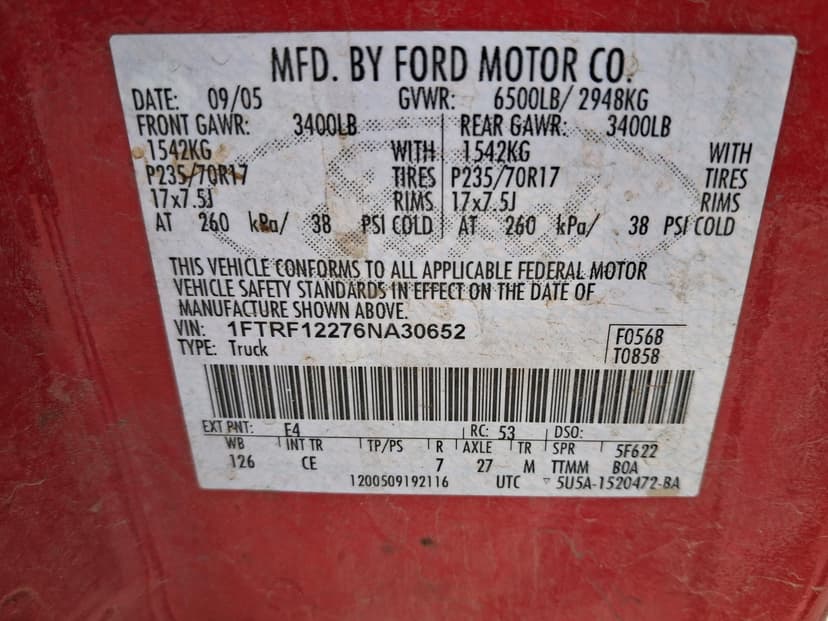 MFD. BY FORD MOTOR CO.
DATE: 09/05 GVWR: 6500LB/ 2948KG
FRONT GAWR: 3400LB REAR GAWR: 3400LB
1542KG WITH 1542KG WITH
P235/70R17 TIRES P235/70R17 TIRES
17x7.5J RIMS 17x7.5J RIMS
AT 260 kPa/ 38 PSI COLD AT 260 kPa/ 38 PSI COLD
THIS VEHICLE CONFORMS TO ALL APPLICABLE FEDERAL MOTOR
VEHICLE SAFETY STANDARDS IN EFFECT ON THE DATE OF
MANUFACTURE SHOWN ABOVE.
VIN: 1FTRF12276NA30652 F0568
TYPE: Truck T0858
EXT PNT: E4 RC: 53 DSO:
WB INT TR TP/PS R AXLE TR SPR 5F622
126 CE 7 27 M TTMM BOA
1200509192116 UTC ▽ 5U5A-1520472-BA